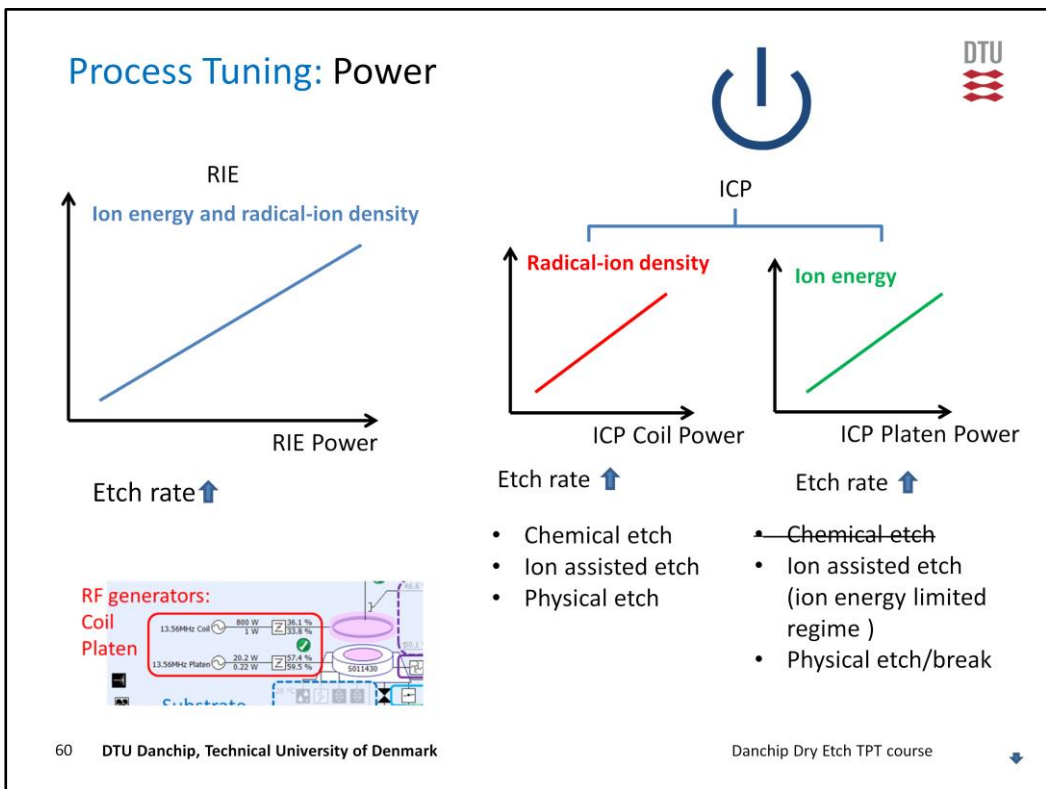 Process Tuning: Power
DTU
RIE
Ion energy and radical-ion density
RIE Power
Etch rate
ICP
Radical-ion density
ICP Coil Power
Etch rate
• Chemical etch
• Ion assisted etch
• Physical etch
Ion energy
ICP Platen Power
Etch rate
• Chemical etch
• Ion assisted etch
(ion energy limited
regime )
• Physical etch/break
RF generators:
Coil
Platen
13.56MHz Coil
800 W
1 W
Z
36.1 %
33.8 %
13.56MHz Platen
20.2 W
0.22 W
Z
57.4 %
59.5 %
S011430
60 DTU Danchip, Technical University of Denmark
Danchip Dry Etch TPT course